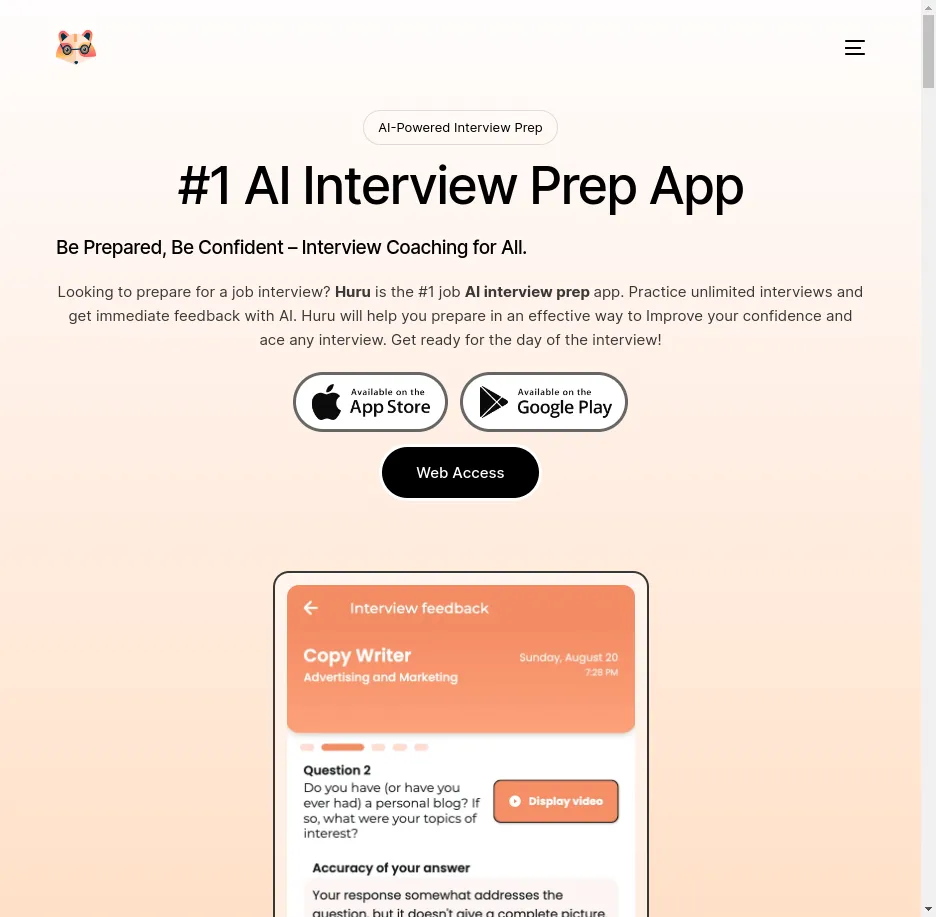 AI-Powered Interview Prep
#1 AI Interview Prep App
Be Prepared, Be Confident – Interview Coaching for All.
Looking to prepare for a job interview? Huru is the #1 job AI interview prep app. Practice unlimited interviews and
get immediate feedback with AI. Huru will help you prepare in an effective way to Improve your confidence and
ace any interview. Get ready for the day of the interview!
Available on the
App Store
Available on the
Google Play
Web Access
Interview feedback
Copy Writer
Sunday, August 20
Advertising and Marketing
7:28 PM
Question 2
Do you have (or have you
ever had) a personal blog? If
so, what were your topics of
interest?
Display video
Accuracy of your answer
Your response somewhat addresses the
question, but it doesn't give a complete picture